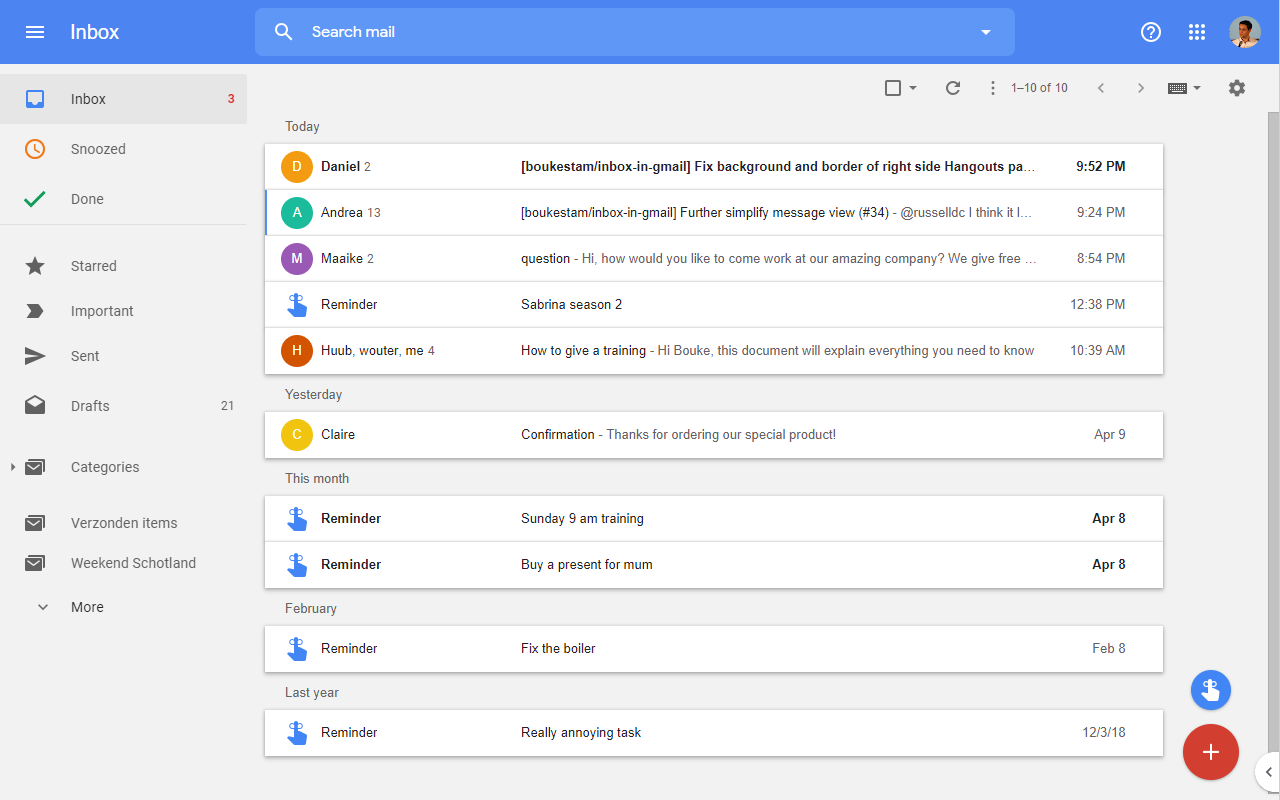 Inbox
Search mail
Inbox 3
Snoozed
Done
Starred
Important
Sent
Drafts 21
Categories
Verzonden items
Weekend Schotland
More
1–10 of 10
Today
D Daniel 2 [boukestam/inbox-in-gmail] Fix background and border of right side Hangouts pa… 9:52 PM
A Andrea 13 [boukestam/inbox-in-gmail] Further simplify message view (#34) - @russelldc I think it l… 9:24 PM
M Maaike 2 question - Hi, how would you like to come work at our amazing company? We give free … 8:54 PM
Reminder Sabrina season 2 12:38 PM
H Huub, wouter, me 4 How to give a training - Hi Bouke, this document will explain everything you need to know 10:39 AM
Yesterday
C Claire Confirmation - Thanks for ordering our special product! Apr 9
This month
Reminder Sunday 9 am training Apr 8
Reminder Buy a present for mum Apr 8
February
Reminder Fix the boiler Feb 8
Last year
Reminder Really annoying task 12/3/18